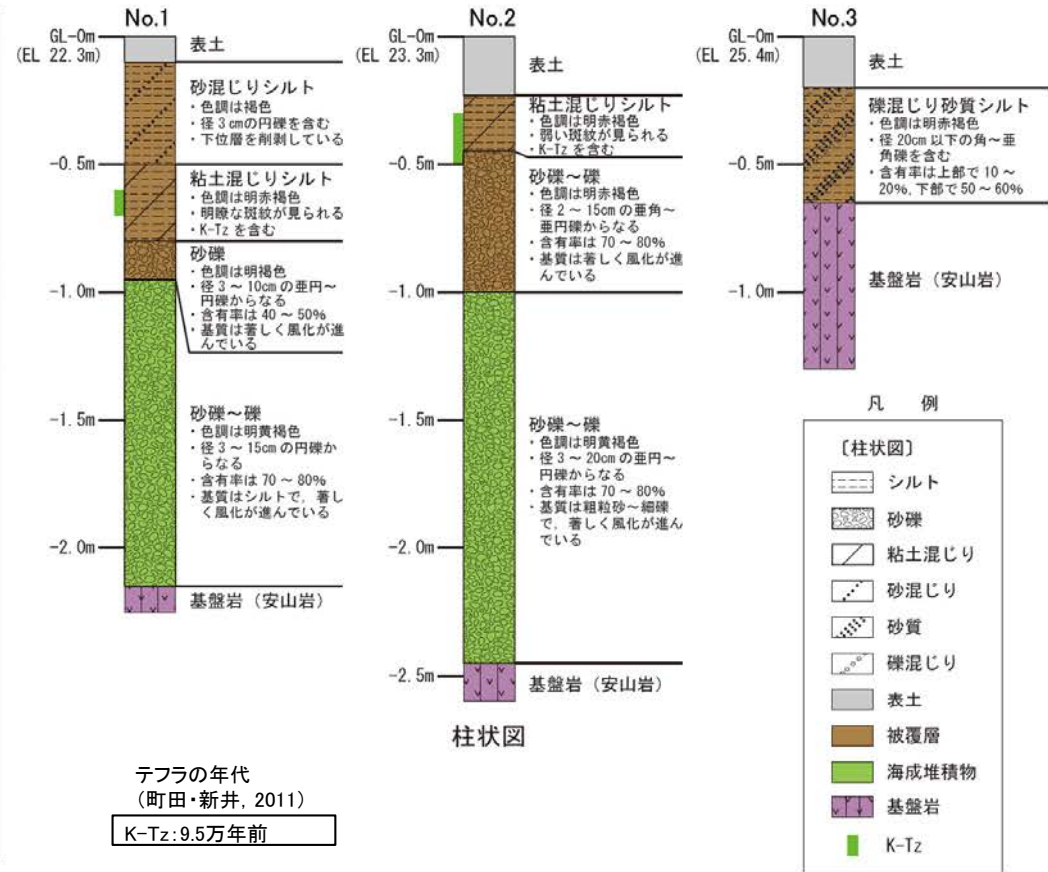 No.1
GL-0m
(EL 22.3m)
-0.5m
-1.0m
-1.5m
-2.0m
表土
砂混じりシルト
・色調は褐色
・径3cmの円礫を含む
・下位層を削剥している
粘土混じりシルト
・色調は明赤褐色
・明瞭な斑紋が見られる
・K-Tzを含む
砂礫
・色調は明褐色
・径3～10cmの亜円～
円礫からなる
・含有率は40～50%
・基質は著しく風化が進
んでいる
砂礫～礫
・色調は明黄褐色
・径3～15cmの円礫か
らなる
・含有率は70～80%
・基質はシルトで，著し
く風化が進んでいる
基盤岩（安山岩）
No.2
GL-0m
(EL 23.3m)
-0.5m
-1.0m
-1.5m
-2.0m
-2.5m
表土
粘土混じりシルト
・色調は明赤褐色
・弱い斑紋が見られる
・K-Tzを含む
砂礫～礫
・色調は明赤褐色
・径2～15cmの亜角～
亜円礫からなる
・含有率は70～80%
・基質は著しく風化が進
んでいる
砂礫～礫
・色調は明黄褐色
・径3～20cmの亜円～
円礫からなる
・含有率は70～80%
・基質は粗粒砂～細礫
で，著しく風化が進ん
でいる
基盤岩（安山岩）
No.3
GL-0m
(EL 25.4m)
-0.5m
-1.0m
表土
礫混じり砂質シルト
・色調は明赤褐色
・径20cm以下の角～亜
角礫を含む
・含有率は上部で10～
20%，下部で50～60%
基盤岩（安山岩）
柱状図
テフラの年代
（町田・新井，2011）
K-Tz:9.5万年前
凡 例
〔柱状図〕
シルト
砂礫
粘土混じり
砂混じり
砂質
礫混じり
表土
被覆層
海成堆積物
基盤岩
K-Tz